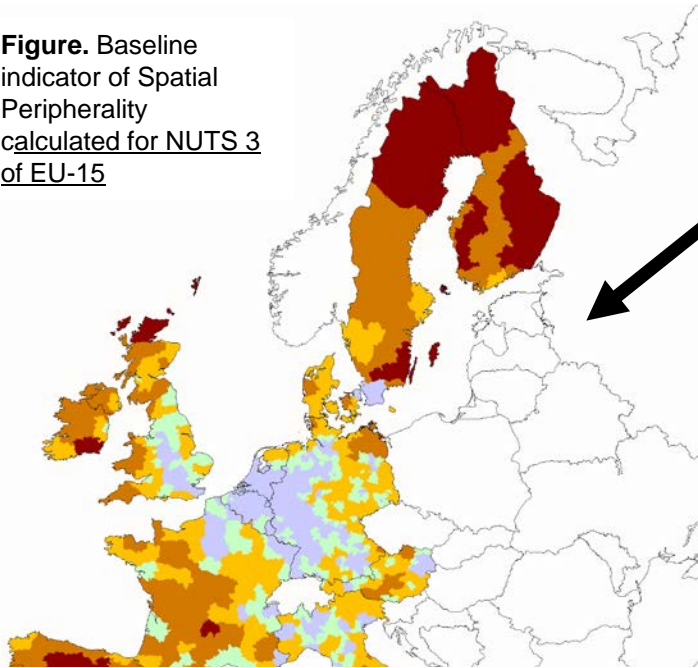 Figure. Baseline
indicator of Spatial
Peripherality
calculated for NUTS 3
of EU-15